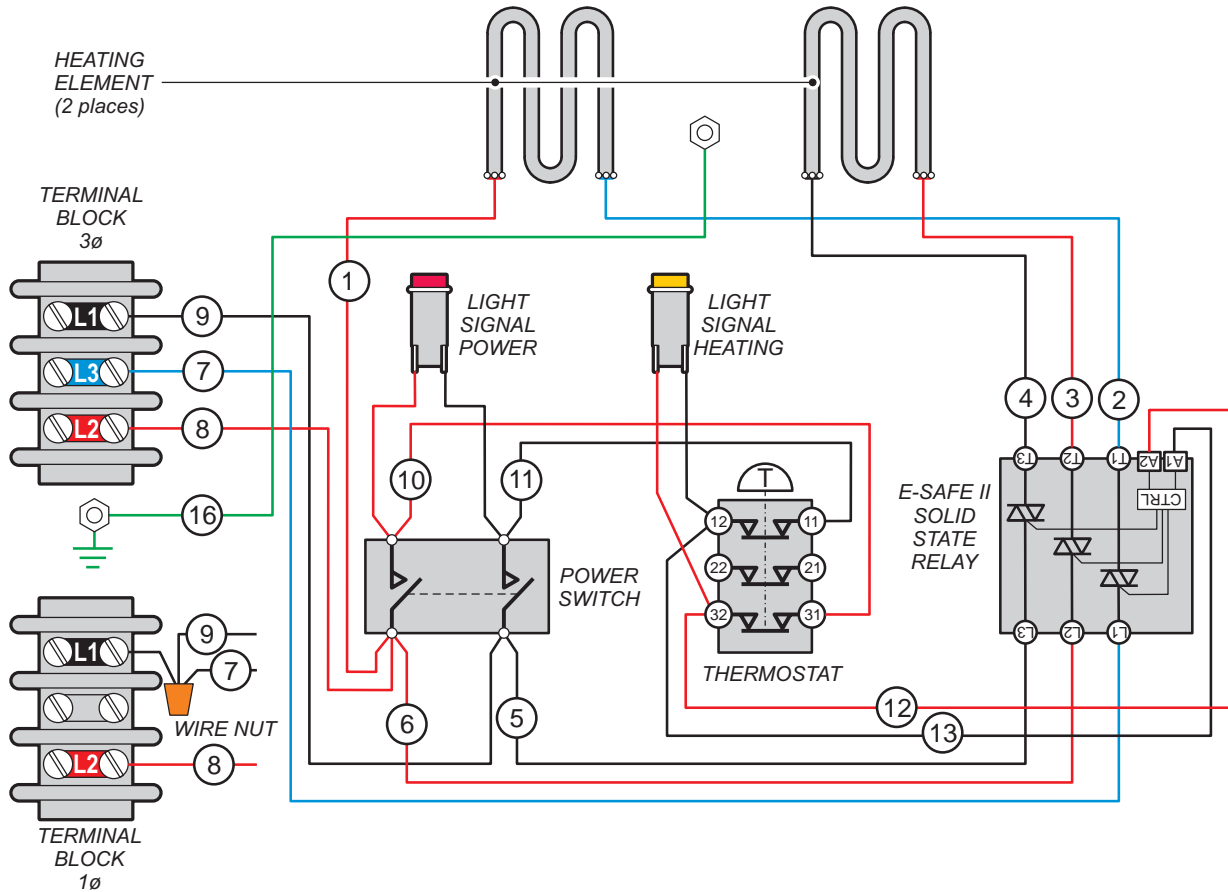 HEATING
ELEMENT
(2 places)
TERMINAL
BLOCK
3ø
L1
9
L3
7
L2
8
16
1
LIGHT
SIGNAL
POWER
LIGHT
SIGNAL
HEATING
4
3
2
10
11
T
12
11
22
21
32
31
THERMOSTAT
POWER
SWITCH
E-SAFE II
SOLID
STATE
RELAY
T3
T2
T1
A2
A1
CTRL
L3
L2
L1
6
5
12
13
L1
9
7
WIRE NUT
L2
8
TERMINAL
BLOCK
1ø